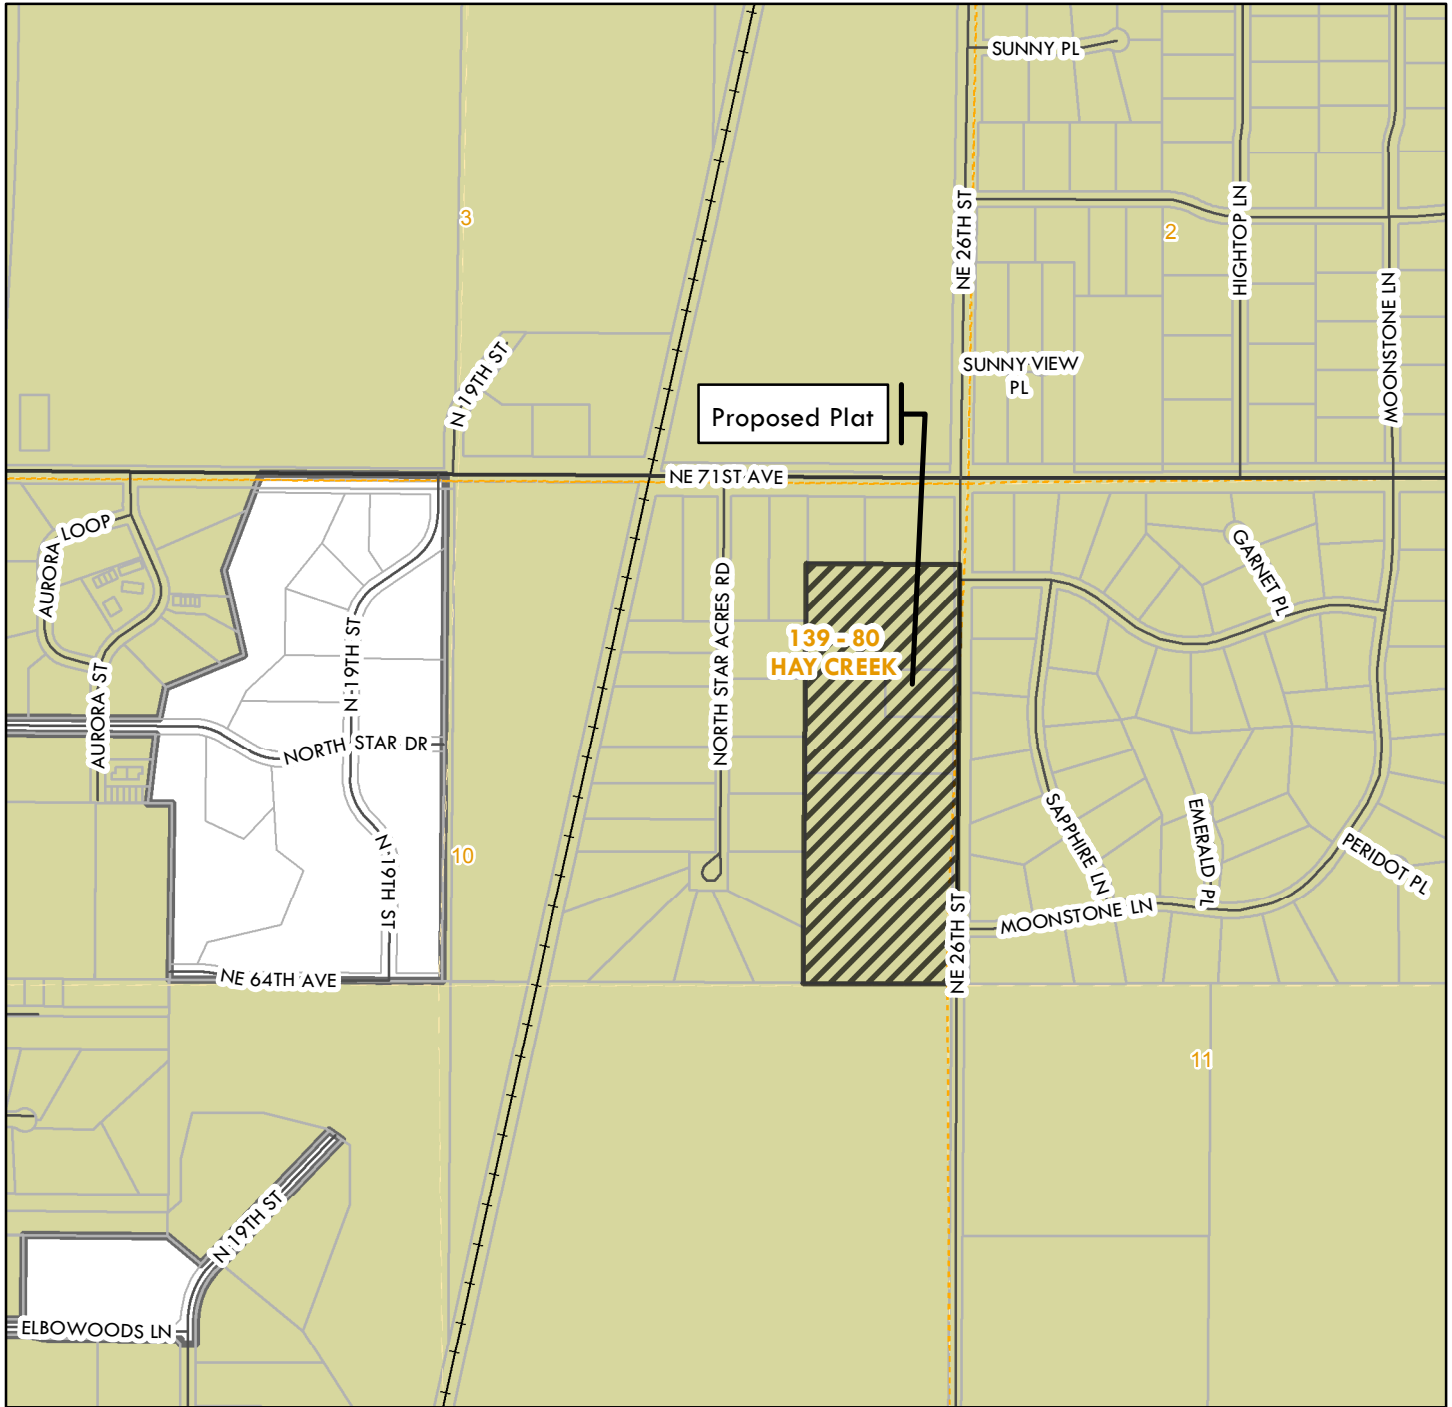 SUNNY PL
3
NE 26TH ST
HIGHTOP LN
2
MOONSTONE LN
N 19TH ST
SUNNY VIEW
PL
Proposed Plat
NE 71ST AVE
AURORA LOOP
GARNET PL
N 19TH ST
NORTH STAR ACRES RD
139 - 80
HAY CREEK
AURORA ST
NORTH STAR DR
SAPPHIRE LN
EMERALD PL
PERIDOT PL
N 19TH ST
10
MOONSTONE LN
NE 26TH ST
NE 64TH AVE
11
N 19TH ST
ELBOWOODS LN